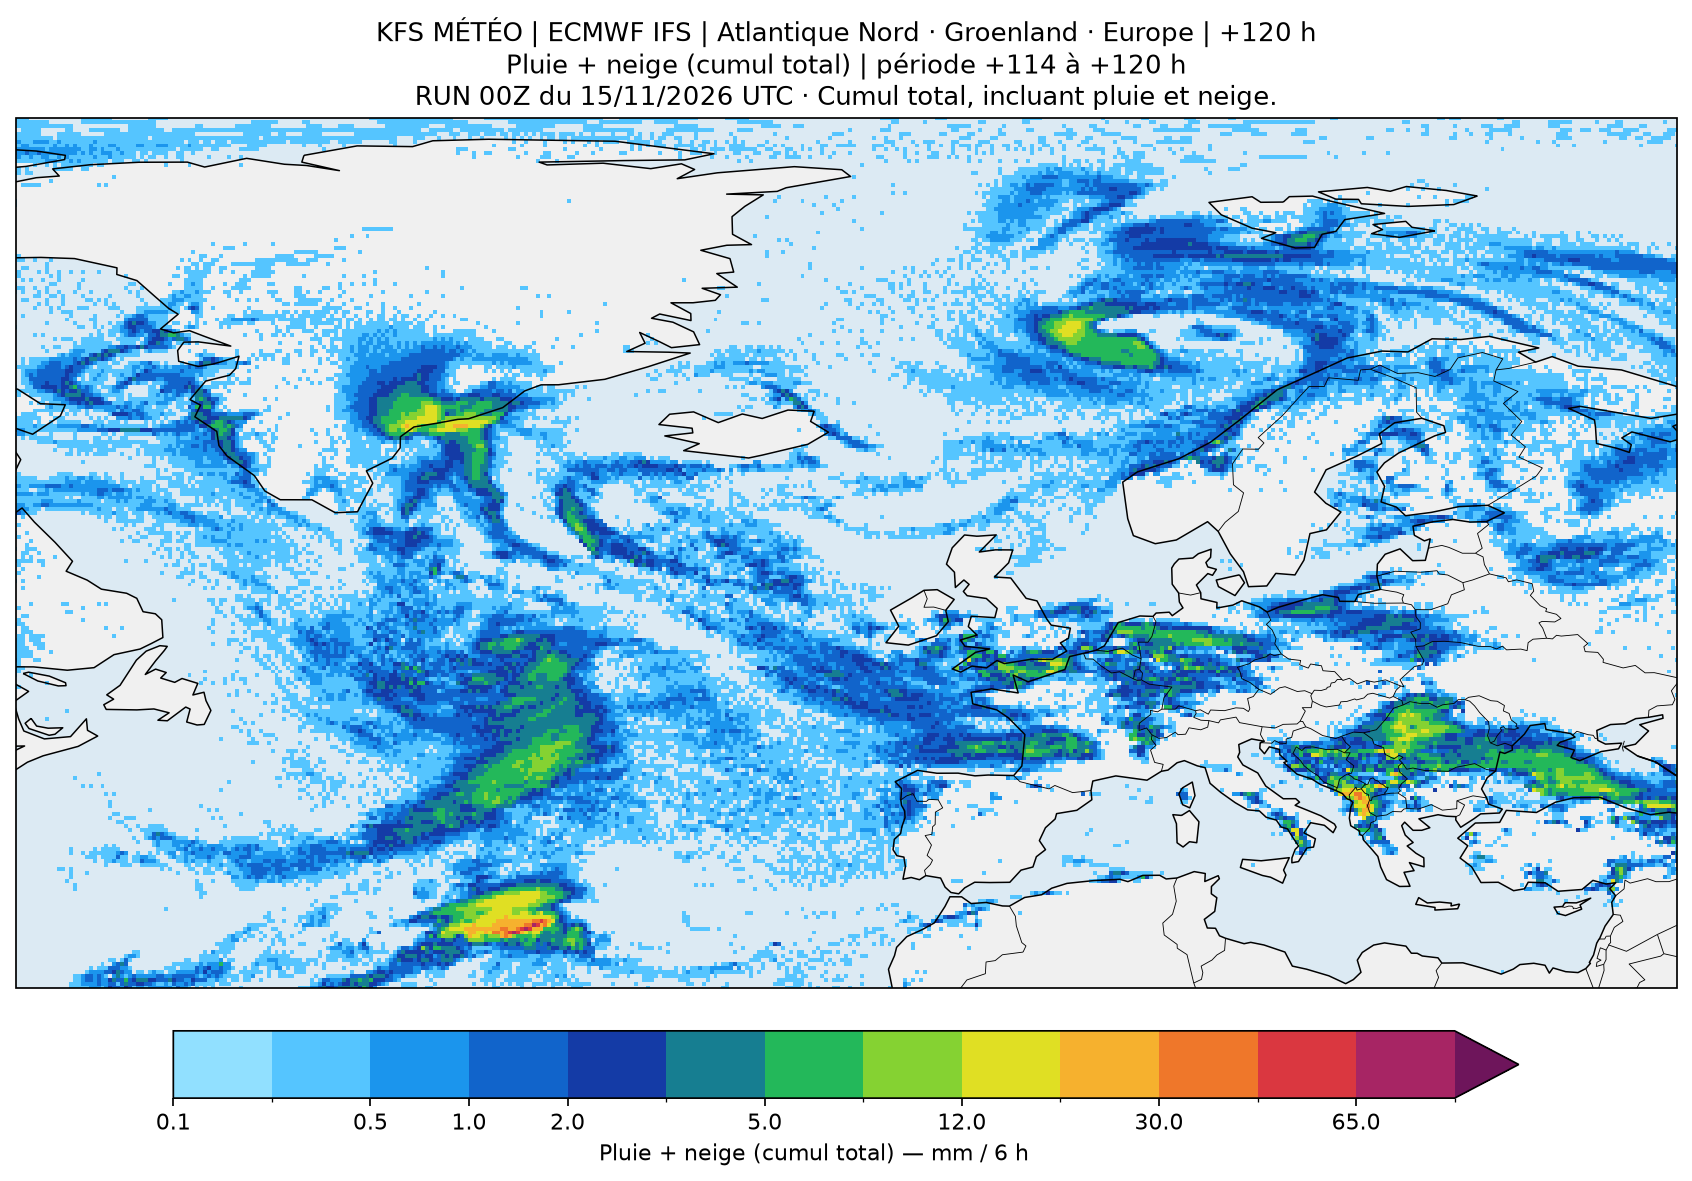 KFS MÉTÉO | ECMWF IFS | Atlantique Nord · Groenland · Europe | +120 h
Pluie + neige (cumul total) | période +114 à +120 h
RUN 00Z du 15/11/2026 UTC · Cumul total, incluant pluie et neige.
0.1 0.5 1.0 2.0 5.0 12.0 30.0 65.0
Pluie + neige (cumul total) — mm / 6 h